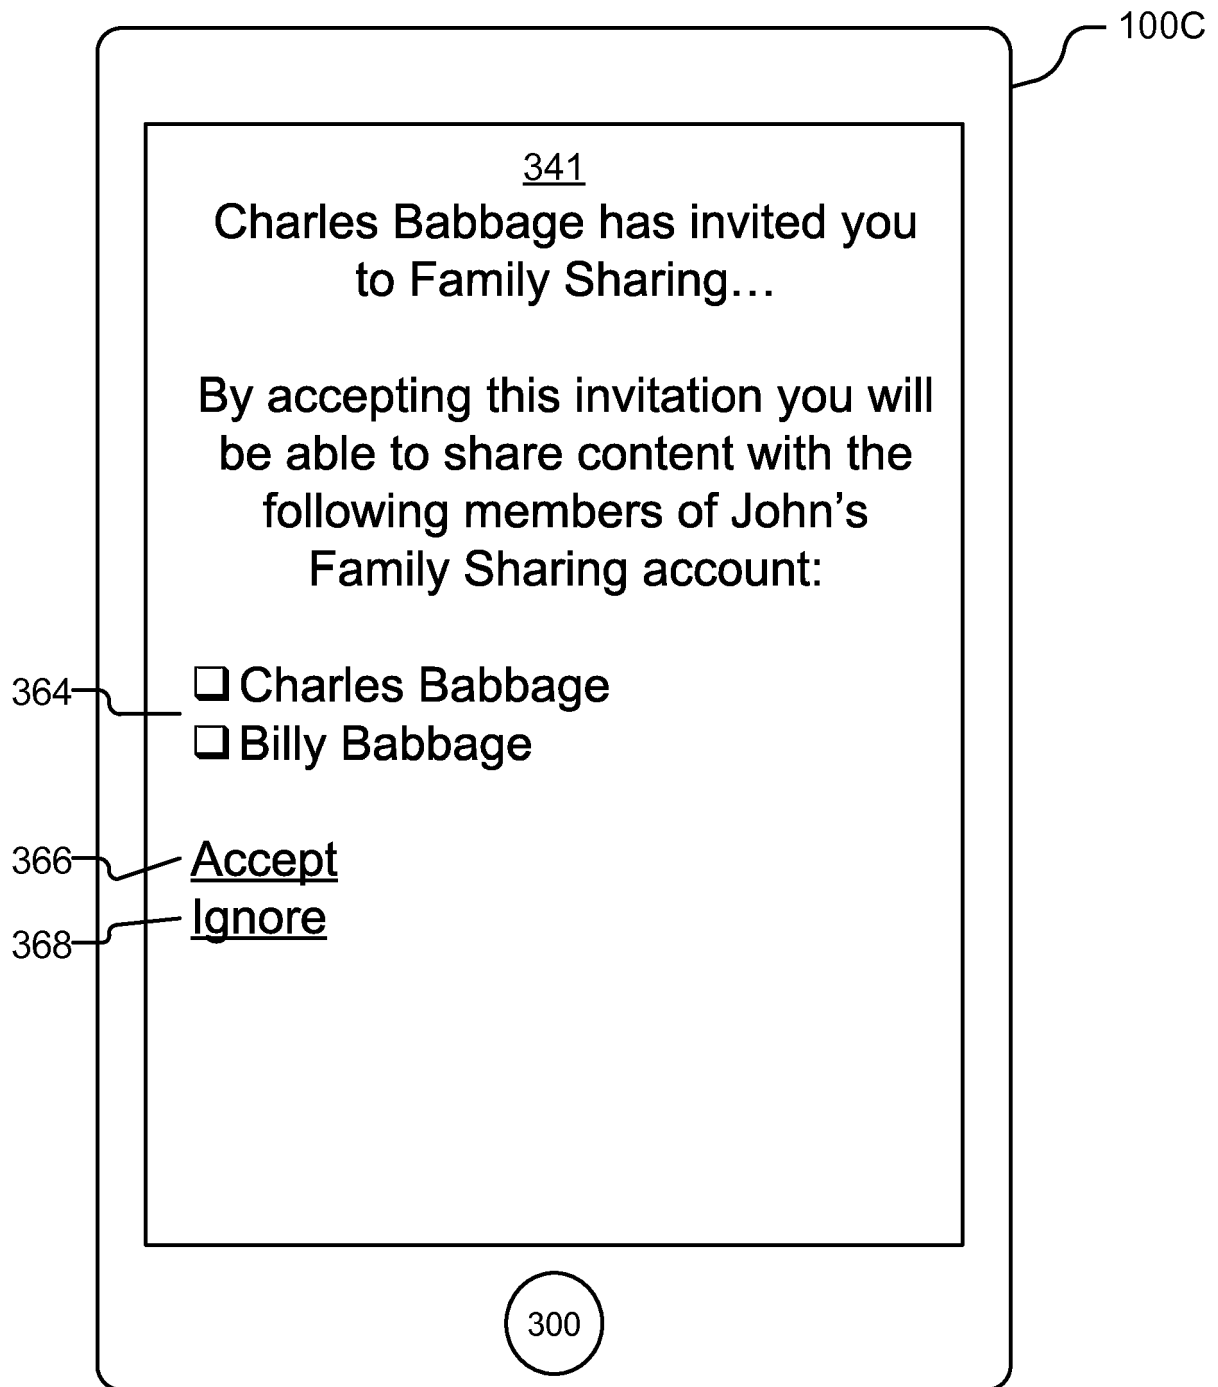 100C
341
Charles Babbage has invited you
to Family Sharing…
By accepting this invitation you will
be able to share content with the
following members of John’s
Family Sharing account:
364
❑ Charles Babbage
❑ Billy Babbage
366
Accept
Ignore
368
300